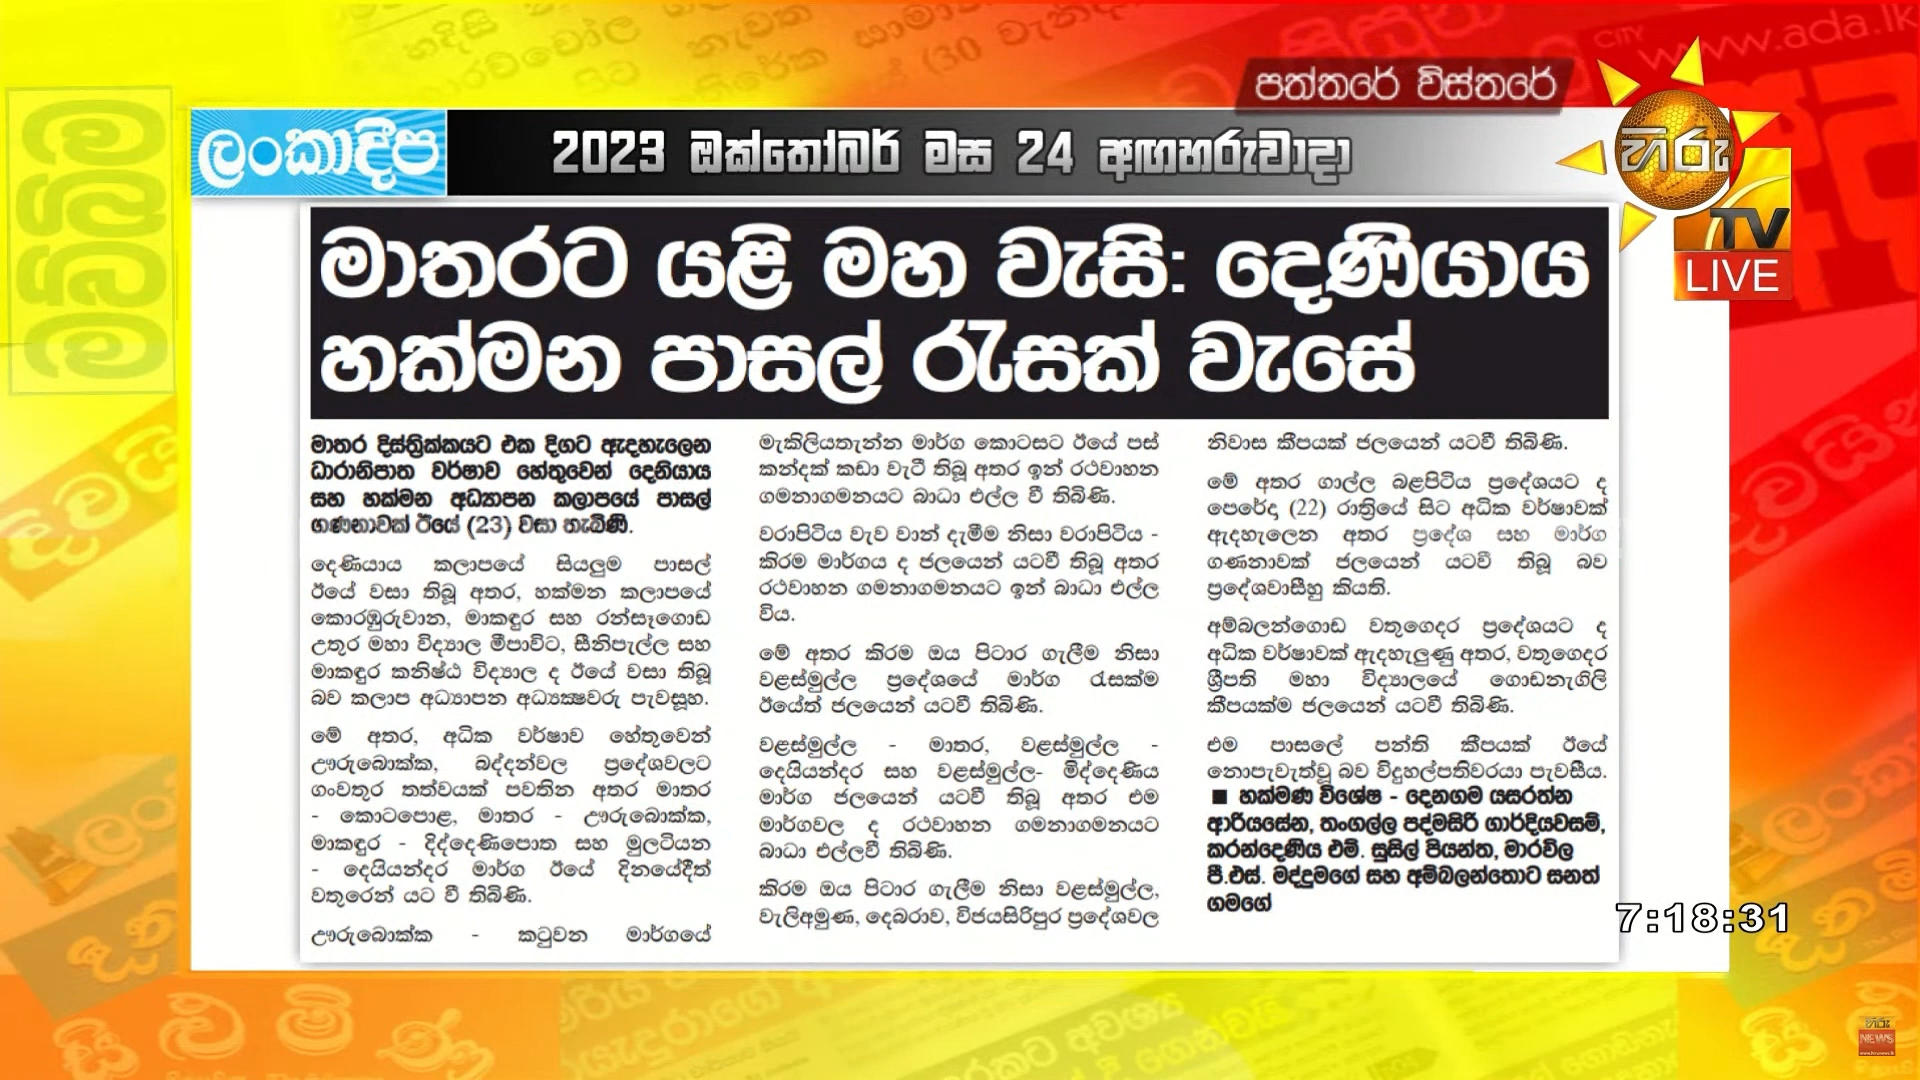 පත්තරේ විස්තරේ
ලංකාදීප
2023 ඔක්තෝබර් මස 24 අඟහරුවාදා
හිරු
TV
LIVE
මාතරට යළි මහ වැසි: දෙණියාය
හක්මන පාසල් රැසක් වැසේ
මාතර දිස්ත්‍රික්කයට එක දිගට ඇදහැලෙන
ධාරානිපාත වර්ෂාව හේතුවෙන් දෙනියාය
සහ හක්මන අධ්‍යාපන කලාපයේ පාසල්
ගණනාවක් ඊයේ (23) වසා තැබිණි.
දෙණියාය කලාපයේ සියලුම පාසල්
ඊයේ වසා තිබූ අතර, හක්මන කලාපයේ
කොරඹුරුවාන, මාකඳුර සහ රන්සෑගොඩ
උතුර මහා විද්‍යාල මීපාවිට, සීනිපැල්ල සහ
මාකඳුර කනිෂ්ඨ විද්‍යාල ද ඊයේ වසා තිබූ
බව කලාප අධ්‍යාපන අධ්‍යක්ෂවරු පැවසූහ.
මේ අතර, අධික වර්ෂාව හේතුවෙන්
ඌරුබොක්ක, බද්දන්වල ප්‍රදේශවලට
ගංවතුර තත්වයක් පවතින අතර මාතර
- කොටපොළ, මාතර - ඌරුබොක්ක,
මාකඳුර - දිද්දෙණිපොත සහ මුලටියන
- දෙයියන්දර මාර්ග ඊයේ දිනයේදීත්
වතුරෙන් යට වී තිබිණි.
ඌරුබොක්ක - කටුවන මාර්ගයේ
මැකිලියතැන්න මාර්ග කොටසට ඊයේ පස්
කන්දක් කඩා වැටී තිබූ අතර ඉන් රථවාහන
ගමනාගමනයට බාධා එල්ල වී තිබිණි.
වරාපිටිය වැව වාන් දැමීම නිසා වරාපිටිය -
කිරම මාර්ගය ද ජලයෙන් යටවී තිබූ අතර
රථවාහන ගමනාගමනයට ඉන් බාධා එල්ල
විය.
මේ අතර කිරම ඔය පිටාර ගැලීම නිසා
වළස්මුල්ල ප්‍රදේශයේ මාර්ග රැසක්ම
ඊයේත් ජලයෙන් යටවී තිබිණි.
වළස්මුල්ල - මාතර, වළස්මුල්ල -
දෙයියන්දර සහ වළස්මුල්ල- මිද්දෙණිය
මාර්ග ජලයෙන් යටවී තිබූ අතර එම
මාර්ගවල ද රථවාහන ගමනාගමනයට
බාධා එල්ලවී තිබිණි.
කිරම ඔය පිටාර ගැලීම නිසා වළස්මුල්ල,
වැලිඅමුණ, දෙබරාව, විජයසිරිපුර ප්‍රදේශවල
නිවාස කීපයක් ජලයෙන් යටවී තිබිණි.
මේ අතර ගාල්ල බළපිටිය ප්‍රදේශයට ද
පෙරේදා (22) රාත්‍රියේ සිට අධික වර්ෂාවක්
ඇදහැලෙන අතර ප්‍රදේශ සහ මාර්ග
ගණනාවක් ජලයෙන් යටවී තිබූ බව
ප්‍රදේශවාසීහු කියති.
අම්බලන්ගොඩ වතුගෙදර ප්‍රදේශයට ද
අධික වර්ෂාවක් ඇදහැලුණු අතර, වතුගෙදර
ශ්‍රීපති මහා විද්‍යාලයේ ගොඩනැගිලි
කීපයක්ම ජලයෙන් යටවී තිබිණි.
එම පාසලේ පන්ති කීපයක් ඊයේ
නොපැවැත්වූ බව විදුහල්පතිවරයා පැවසීය.
■ හක්මණ විශේෂ - දෙනගම යසරත්න
ආරියසේන, තංගල්ල පද්මසිරි ගාර්දියවසම්,
කරන්දෙණිය එම්. සුසිල් පියන්ත, මාරවිල
පී.එස්. මද්දුමගේ සහ අම්බලන්තොට සනත්
ගමගේ
7:18:31
හිරු
NEWS